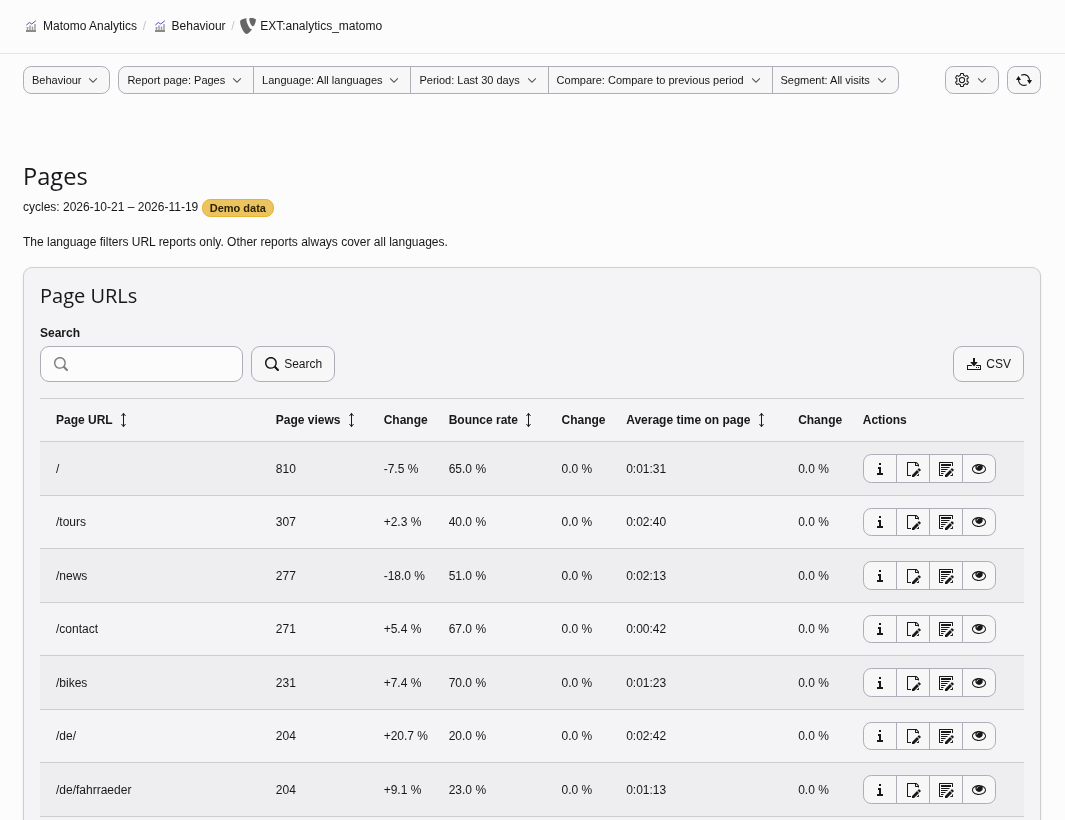 Matomo Analytics / Behaviour / EXT:analytics_matomo
Behaviour Report page: Pages Language: All languages Period: Last 30 days Compare: Compare to previous period Segment: All visits
Pages
cycles: 2026-10-21 – 2026-11-19 Demo data
The language filters URL reports only. Other reports always cover all languages.
Page URLs
Search
Search CSV
Page URL Page views Change Bounce rate Change Average time on page Change Actions
/ 810 -7.5 % 65.0 % 0.0 % 0:01:31 0.0 %
/tours 307 +2.3 % 40.0 % 0.0 % 0:02:40 0.0 %
/news 277 -18.0 % 51.0 % 0.0 % 0:02:13 0.0 %
/contact 271 +5.4 % 67.0 % 0.0 % 0:00:42 0.0 %
/bikes 231 +7.4 % 70.0 % 0.0 % 0:01:23 0.0 %
/de/ 204 +20.7 % 20.0 % 0.0 % 0:02:42 0.0 %
/de/fahrraeder 204 +9.1 % 23.0 % 0.0 % 0:01:13 0.0 %